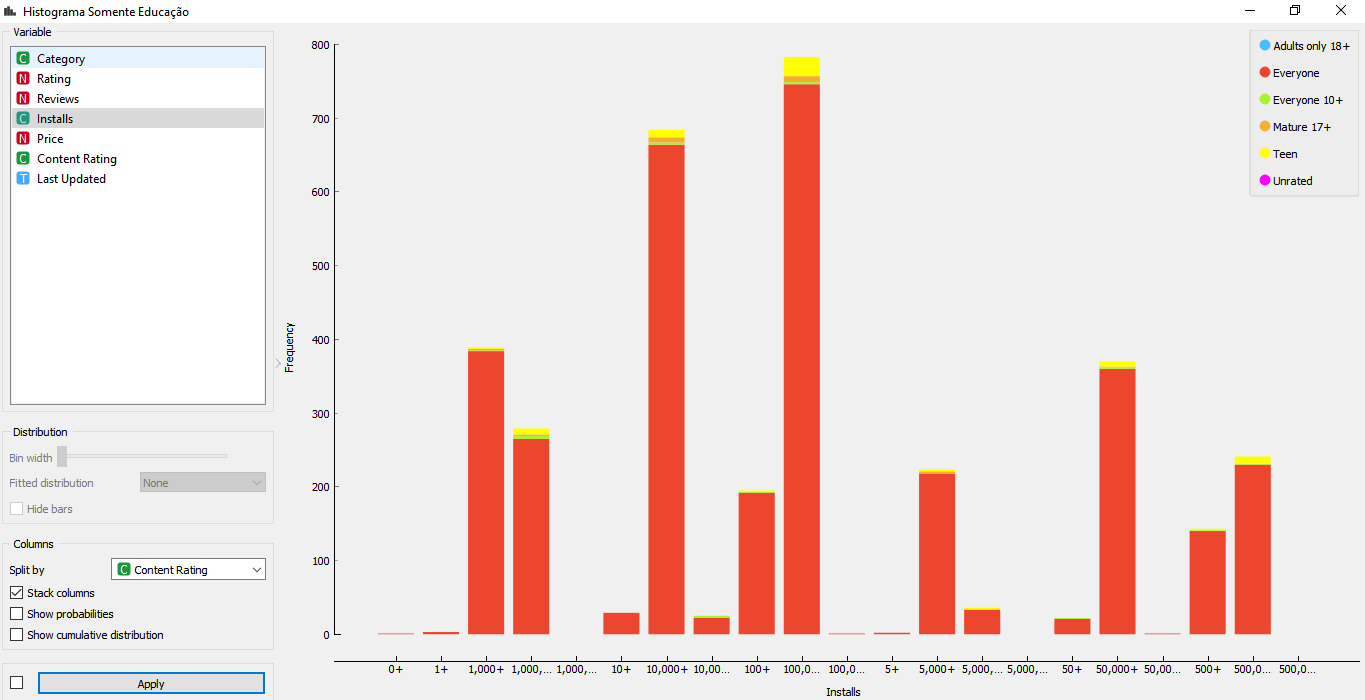 Histograma Somente Educação
Variable
C Category
N Rating
N Reviews
C Installs
N Price
C Content Rating
T Last Updated
Distribution
Bin width
Fitted distribution None
Hide bars
Columns
Split by C Content Rating
Stack columns
Show probabilities
Show cumulative distribution
Apply
Frequency
800
700
600
500
400
300
200
100
0
0+ 1+ 1,000+ 1,000,... 1,000,... 10+ 10,000+ 10,00... 100+ 100,0... 100,0... 5+ 5,000+ 5,000,... 5,000,... 50+ 50,000+ 50,00... 500+ 500,0... 500,0...
Installs
Adults only 18+
Everyone
Everyone 10+
Mature 17+
Teen
Unrated